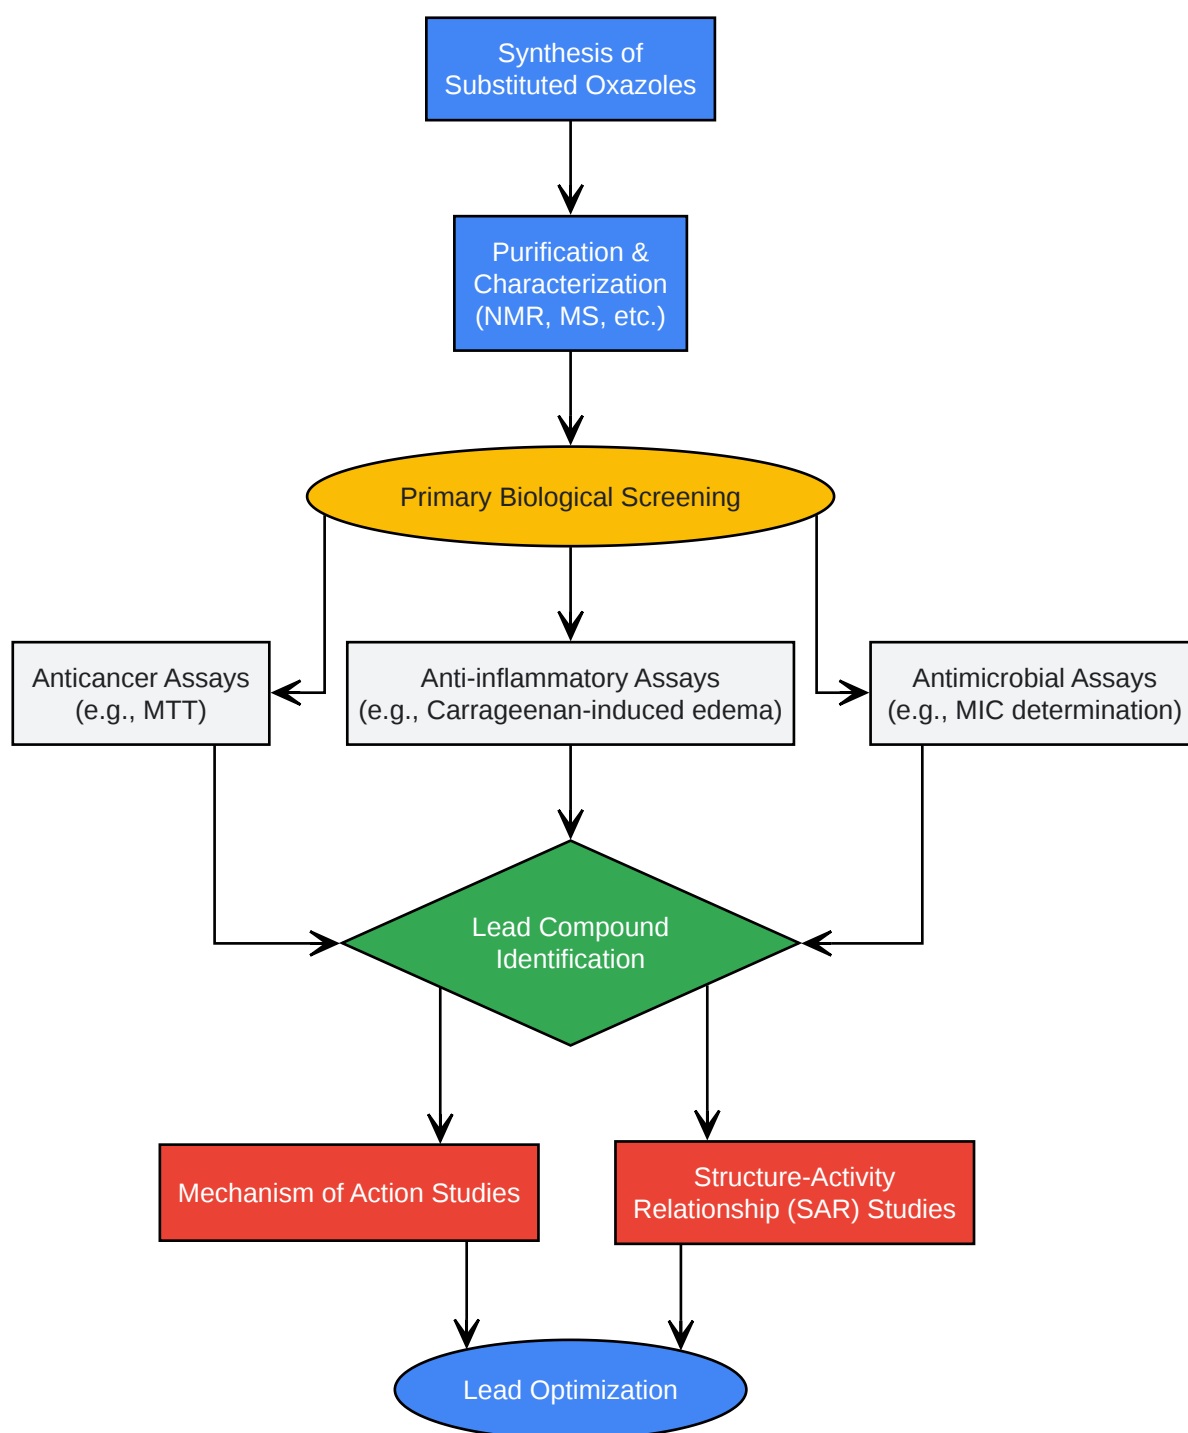 Synthesis of
Substituted Oxazoles
Purification &
Characterization
(NMR, MS, etc.)
Primary Biological Screening
Anticancer Assays
(e.g., MTT)
Anti-inflammatory Assays
(e.g., Carrageenan-induced edema)
Antimicrobial Assays
(e.g., MIC determination)
Lead Compound
Identification
Mechanism of Action Studies
Structure-Activity
Relationship (SAR) Studies
Lead Optimization